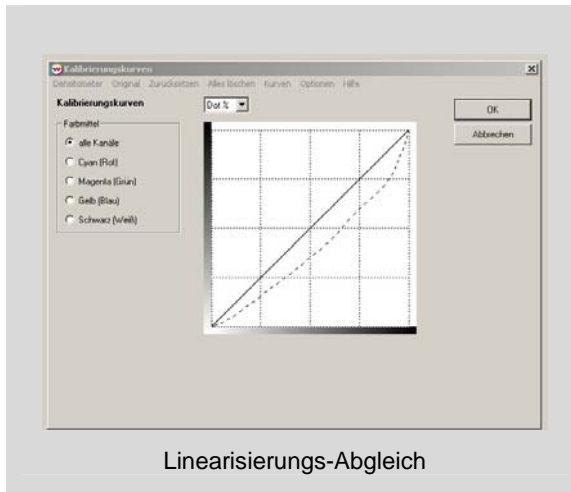 Kalibrierungskurven
Densitometer Original Zurücksetzen Alles löschen Kurven Optionen Hilfe
Kalibrierungskurven
Dot %
OK
Abbrechen
Farbmittel
alle Kanäle
Cyan (Rot)
Magenta (Grün)
Gelb (Blau)
Schwarz (Weiß)
Linearisierungs-Abgleich